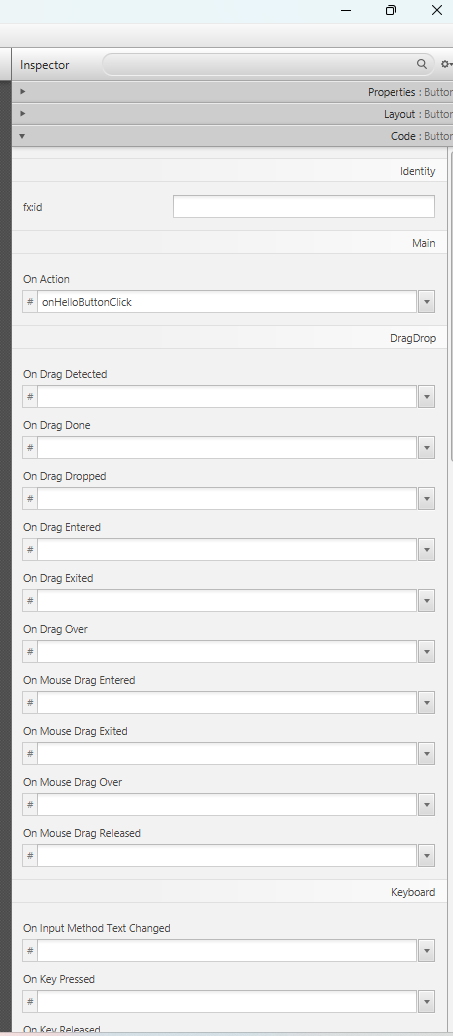 Inspector
Properties : Button
Layout : Button
Code : Button
Identity
fx:id
Main
On Action
# onHelloButtonClick
DragDrop
On Drag Detected
#
On Drag Done
#
On Drag Dropped
#
On Drag Entered
#
On Drag Exited
#
On Drag Over
#
On Mouse Drag Entered
#
On Mouse Drag Exited
#
On Mouse Drag Over
#
On Mouse Drag Released
#
Keyboard
On Input Method Text Changed
#
On Key Pressed
#
On Key Released